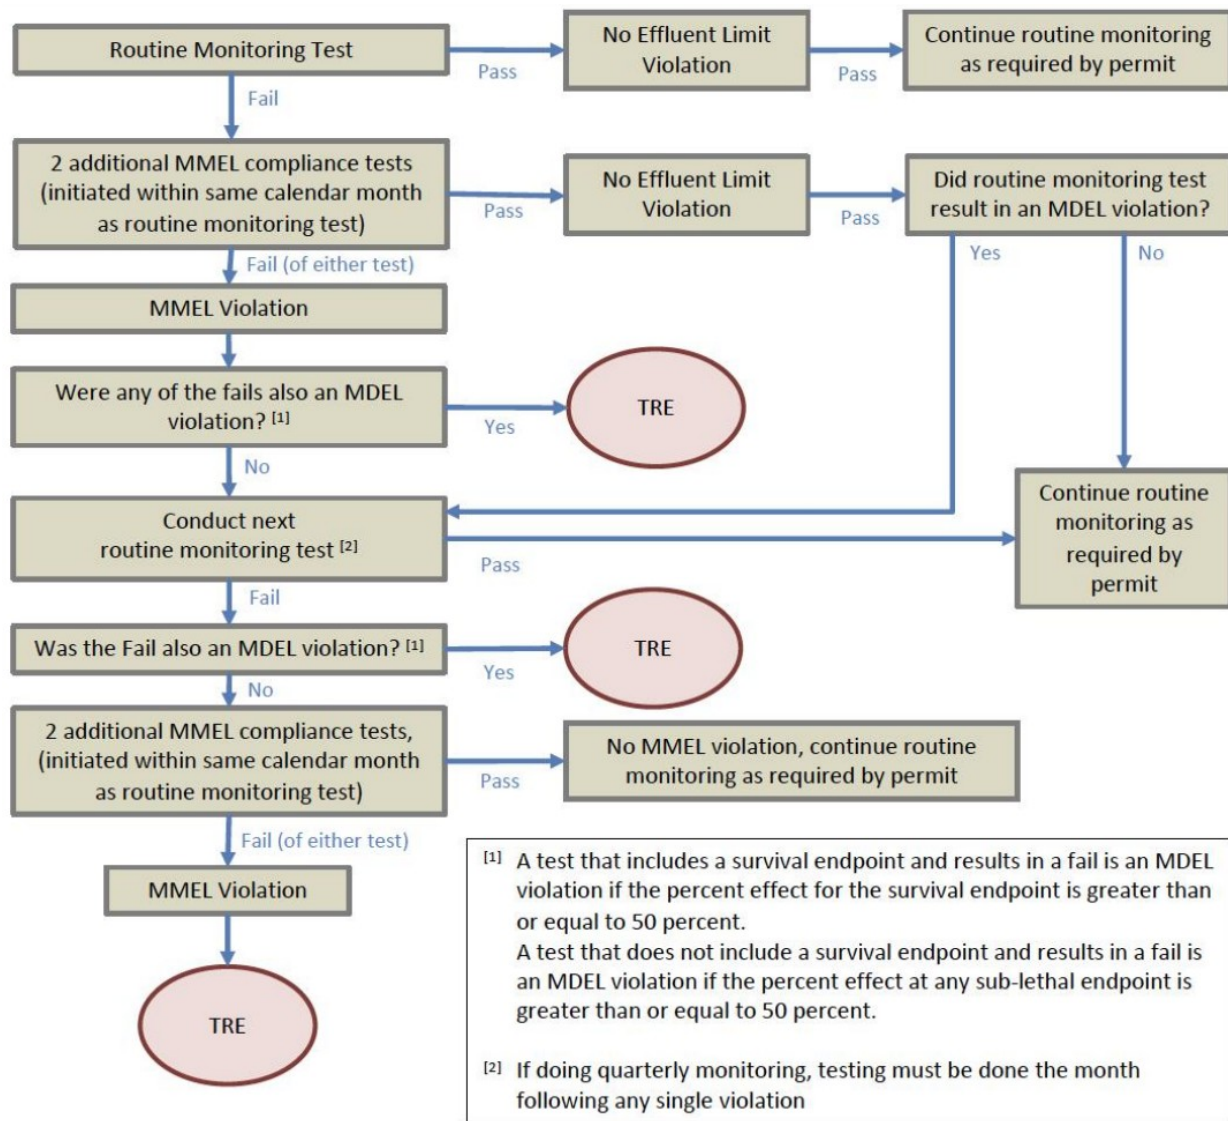 Routine Monitoring Test
Pass
No Effluent Limit
Violation
Pass
Continue routine monitoring
as required by permit
Fail
2 additional MMEL compliance tests
(initiated within same calendar month
as routine monitoring test)
Pass
No Effluent Limit
Violation
Pass
Did routine monitoring test
result in an MDEL violation?
Fail (of either test)
Yes
No
MMEL Violation
Were any of the fails also an MDEL
violation? [1]
Yes
TRE
No
Conduct next
routine monitoring test [2]
Pass
Continue routine
monitoring as
required by
permit
Fail
Was the Fail also an MDEL violation? [1]
Yes
TRE
No
2 additional MMEL compliance tests,
(initiated within same calendar month
as routine monitoring test)
Pass
No MMEL violation, continue routine
monitoring as required by permit
Fail (of either test)
MMEL Violation
TRE
[1] A test that includes a survival endpoint and results in a fail is an MDEL
violation if the percent effect for the survival endpoint is greater than
or equal to 50 percent.
A test that does not include a survival endpoint and results in a fail is
an MDEL violation if the percent effect at any sub-lethal endpoint is
greater than or equal to 50 percent.
[2] If doing quarterly monitoring, testing must be done the month
following any single violation